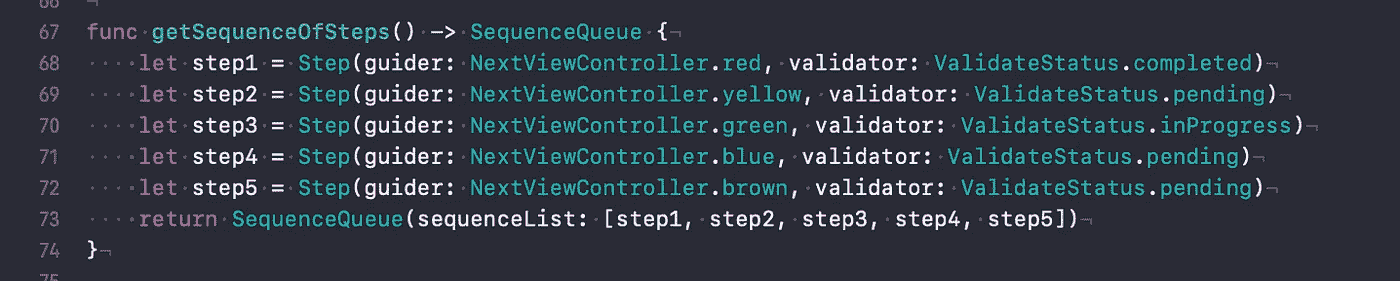 66
67 func getSequenceOfSteps() -> SequenceQueue {
68 let step1 = Step(guider: NextViewController.red, validator: ValidateStatus.completed)
69 let step2 = Step(guider: NextViewController.yellow, validator: ValidateStatus.pending)
70 let step3 = Step(guider: NextViewController.green, validator: ValidateStatus.inProgress)
71 let step4 = Step(guider: NextViewController.blue, validator: ValidateStatus.pending)
72 let step5 = Step(guider: NextViewController.brown, validator: ValidateStatus.pending)
73 return SequenceQueue(sequenceList: [step1, step2, step3, step4, step5])
74 }
75